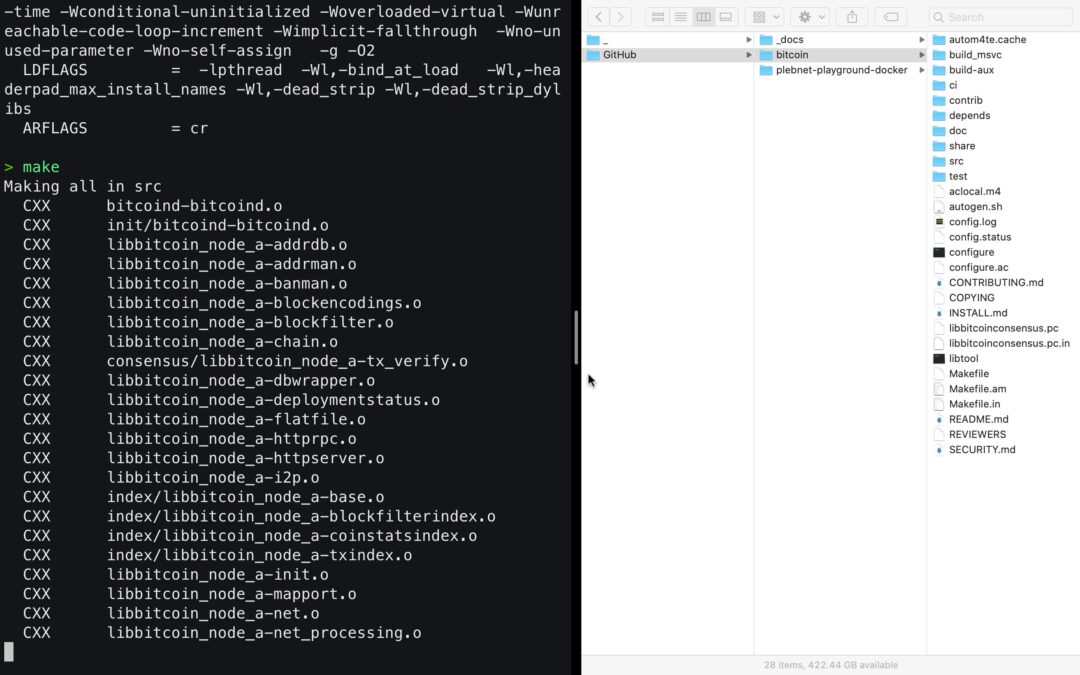 -time -Wconditional-uninitialized -Woverloaded-virtual -Wunr
eachable-code-loop-increment -Wimplicit-fallthrough  -Wno-un
used-parameter -Wno-self-assign   -g -O2
  LDFLAGS         =  -lpthread  -Wl,-bind_at_load   -Wl,-hea
derpad_max_install_names -Wl,-dead_strip -Wl,-dead_strip_dyl
ibs
  ARFLAGS         = cr
> make
Making all in src
  CXX      bitcoind-bitcoind.o
  CXX      init/bitcoind-bitcoind.o
  CXX      libbitcoin_node_a-addrdb.o
  CXX      libbitcoin_node_a-addrman.o
  CXX      libbitcoin_node_a-banman.o
  CXX      libbitcoin_node_a-blockencodings.o
  CXX      libbitcoin_node_a-blockfilter.o
  CXX      libbitcoin_node_a-chain.o
  CXX      consensus/libbitcoin_node_a-tx_verify.o
  CXX      libbitcoin_node_a-dbwrapper.o
  CXX      libbitcoin_node_a-deploymentstatus.o
  CXX      libbitcoin_node_a-flatfile.o
  CXX      libbitcoin_node_a-httprpc.o
  CXX      libbitcoin_node_a-httpserver.o
  CXX      libbitcoin_node_a-i2p.o
  CXX      index/libbitcoin_node_a-base.o
  CXX      index/libbitcoin_node_a-blockfilterindex.o
  CXX      index/libbitcoin_node_a-coinstatsindex.o
  CXX      index/libbitcoin_node_a-txindex.o
  CXX      libbitcoin_node_a-init.o
  CXX      libbitcoin_node_a-mapport.o
  CXX      libbitcoin_node_a-net.o
  CXX      libbitcoin_node_a-net_processing.o
Search
_
GitHub
_docs
bitcoin
plebnet-playground-docker
autom4te.cache
build_msvc
build-aux
ci
contrib
depends
doc
share
src
test
aclocal.m4
autogen.sh
config.log
config.status
configure
configure.ac
CONTRIBUTING.md
COPYING
INSTALL.md
libbitcoinconsensus.pc
libbitcoinconsensus.pc.in
libtool
Makefile
Makefile.am
Makefile.in
README.md
REVIEWERS
SECURITY.md
28 items, 422.44 GB available